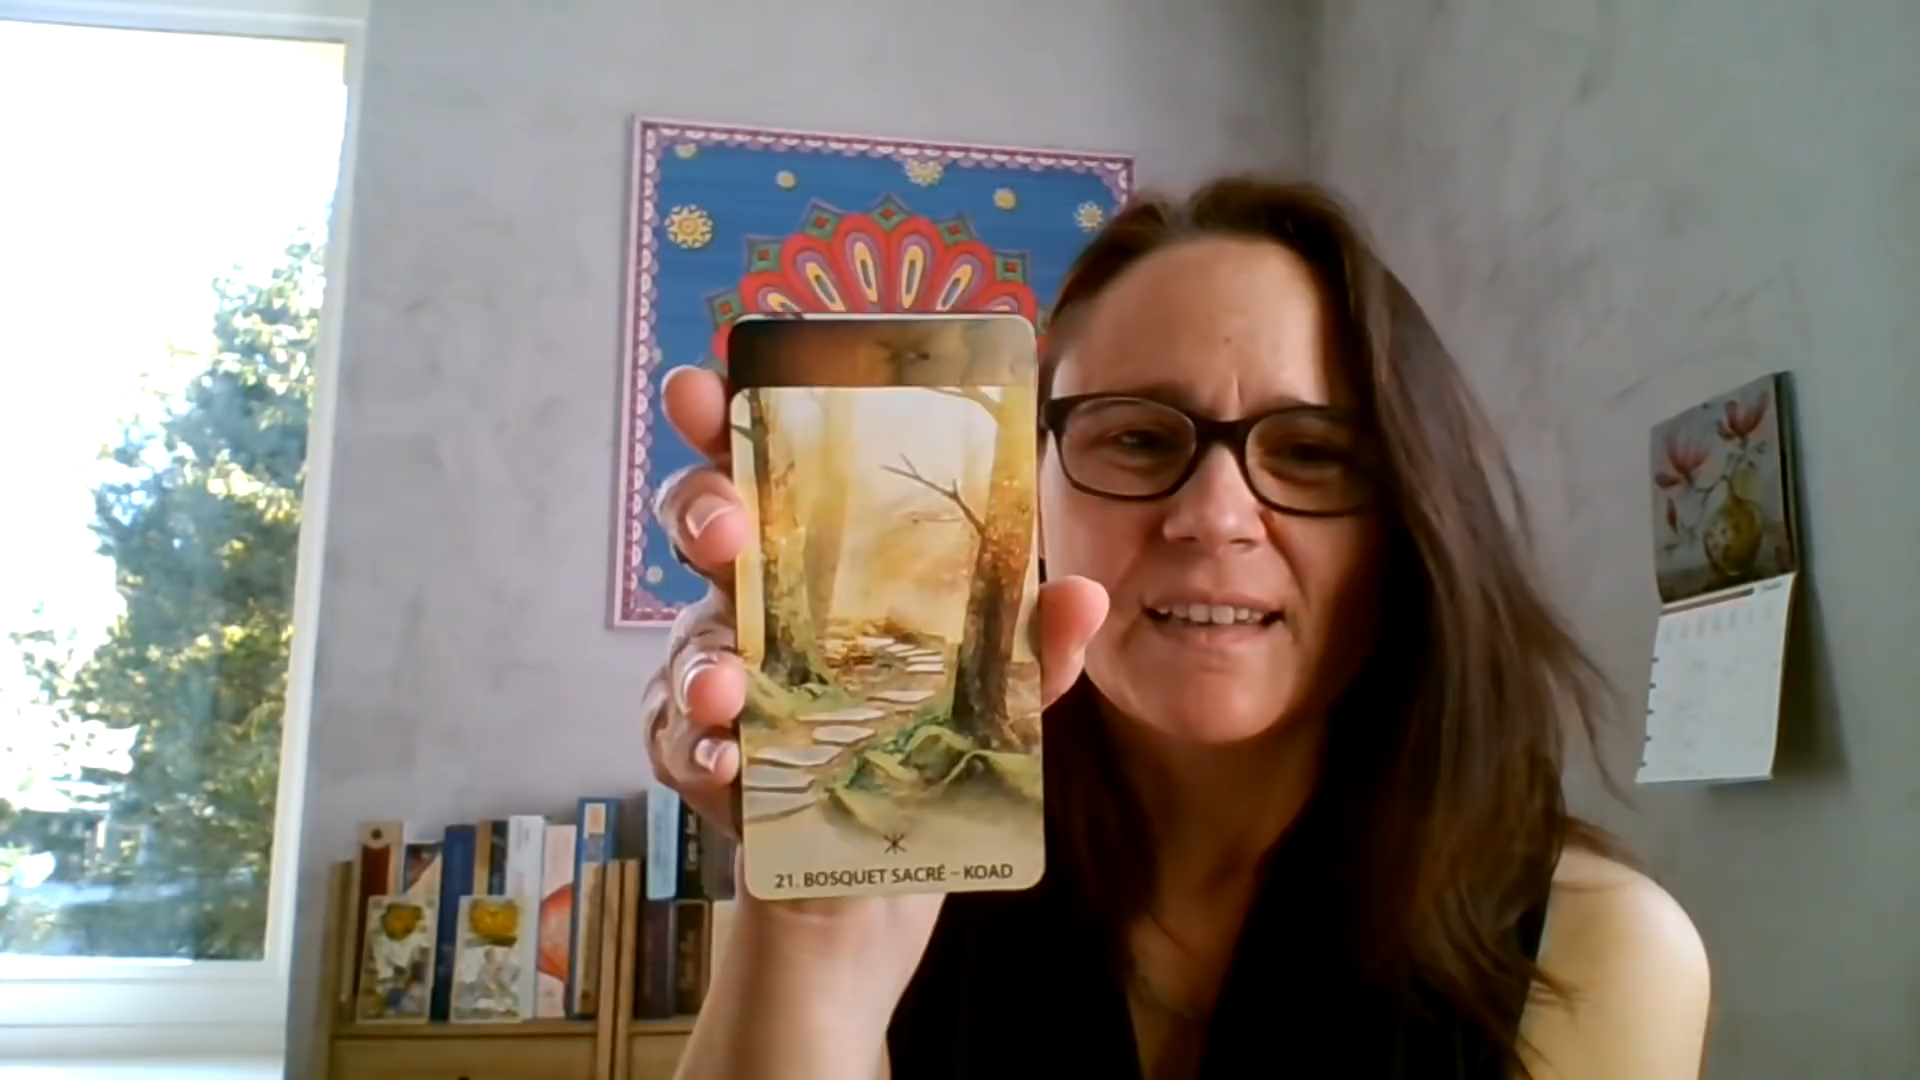 21. BOSQUET SACRÉ – KOAD